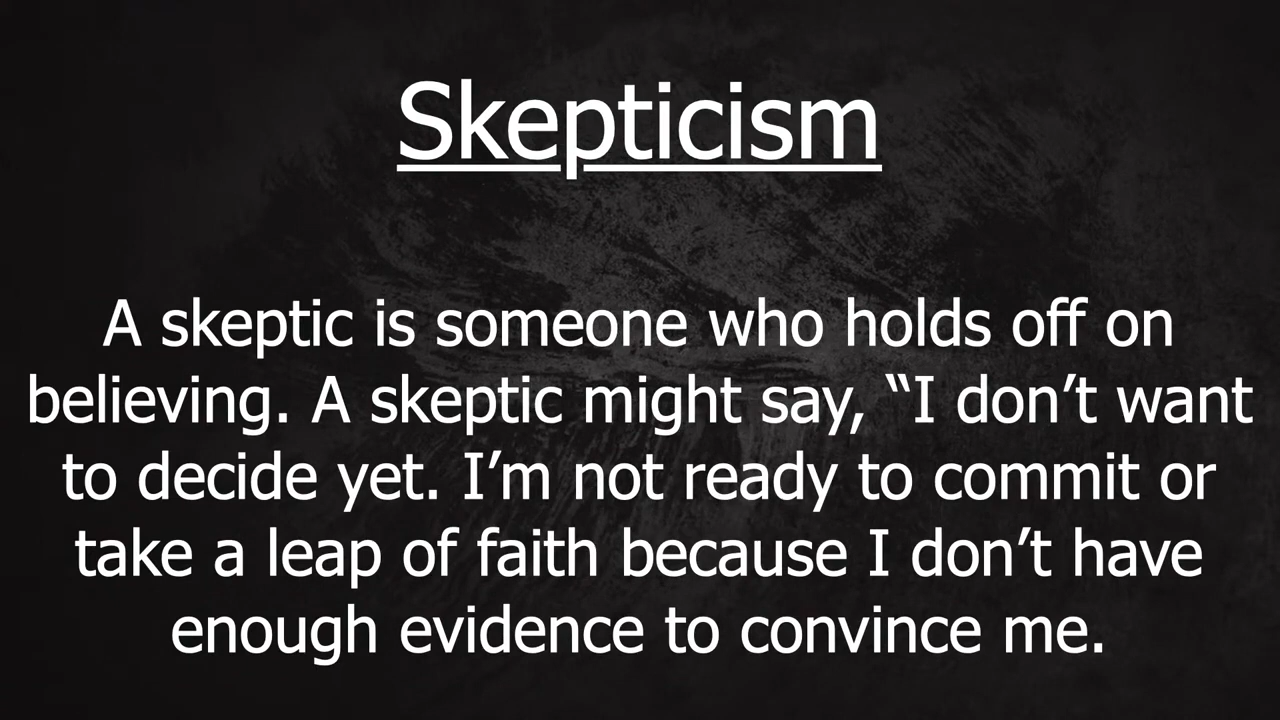 Skepticism
A skeptic is someone who holds off on
believing. A skeptic might say, “I don’t want
to decide yet. I’m not ready to commit or
take a leap of faith because I don’t have
enough evidence to convince me.